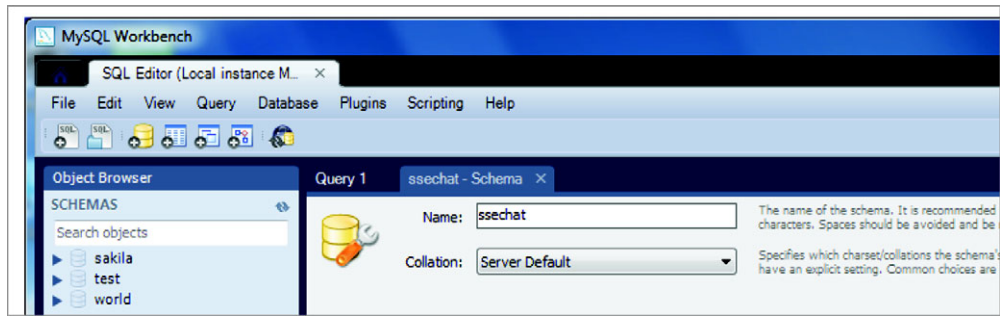 MySQL Workbench
SQL Editor (Local instance M...
File Edit View Query Database Plugins Scripting Help
SQL SQL
Object Browser
Query 1 ssechat - Schema
SCHEMAS
Name: ssechat
The name of the schema. It is recommended
characters. Spaces should be avoided and be
Search objects
Collation: Server Default
Specifies which charset/collations the schema's
have an explicit setting. Common choices are
sakila
test
world